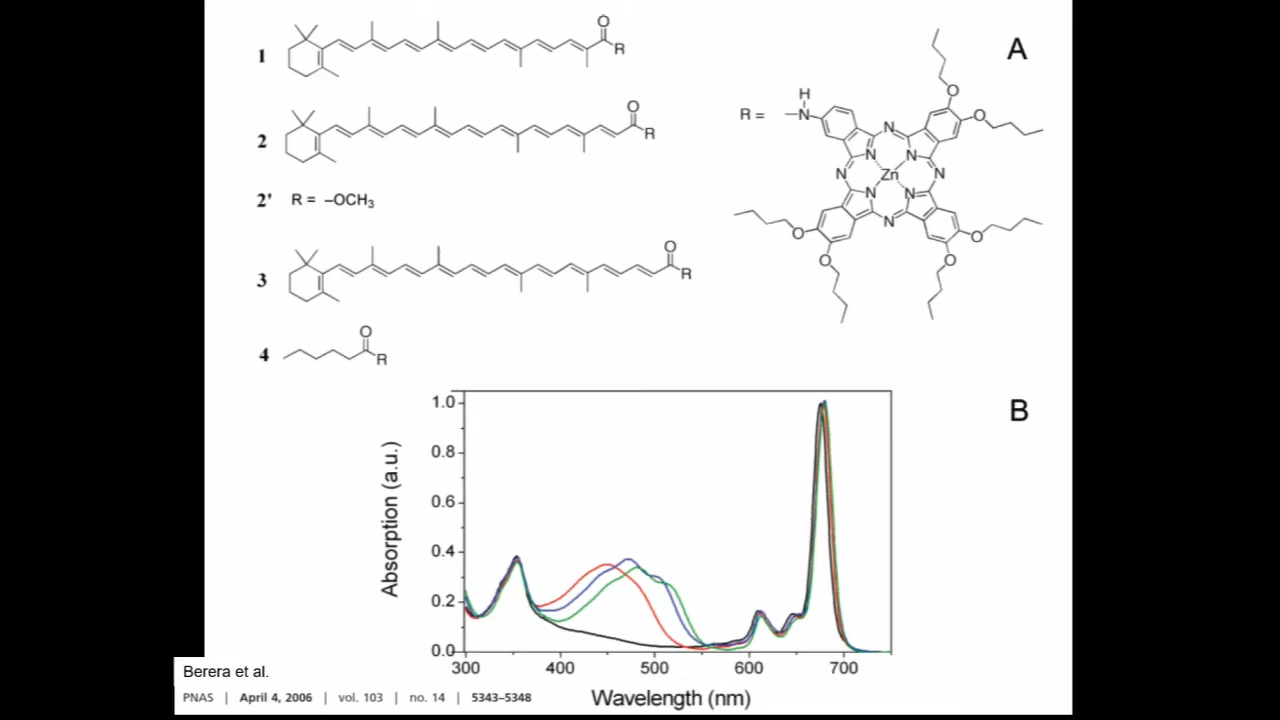 1
O
R
A
2
O
R
2' R = –OCH₃
3
O
R
4
O
R
R =
H
N
N
O
O
N
N
N
Zn
N
N
N
N
O
O
O
O
B
Absorption (a.u.)
1.0
0.8
0.6
0.4
0.2
0.0
300 400 500 600 700
Wavelength (nm)
Berera et al.
PNAS | April 4, 2006 | vol. 103 | no. 14 | 5343–5348